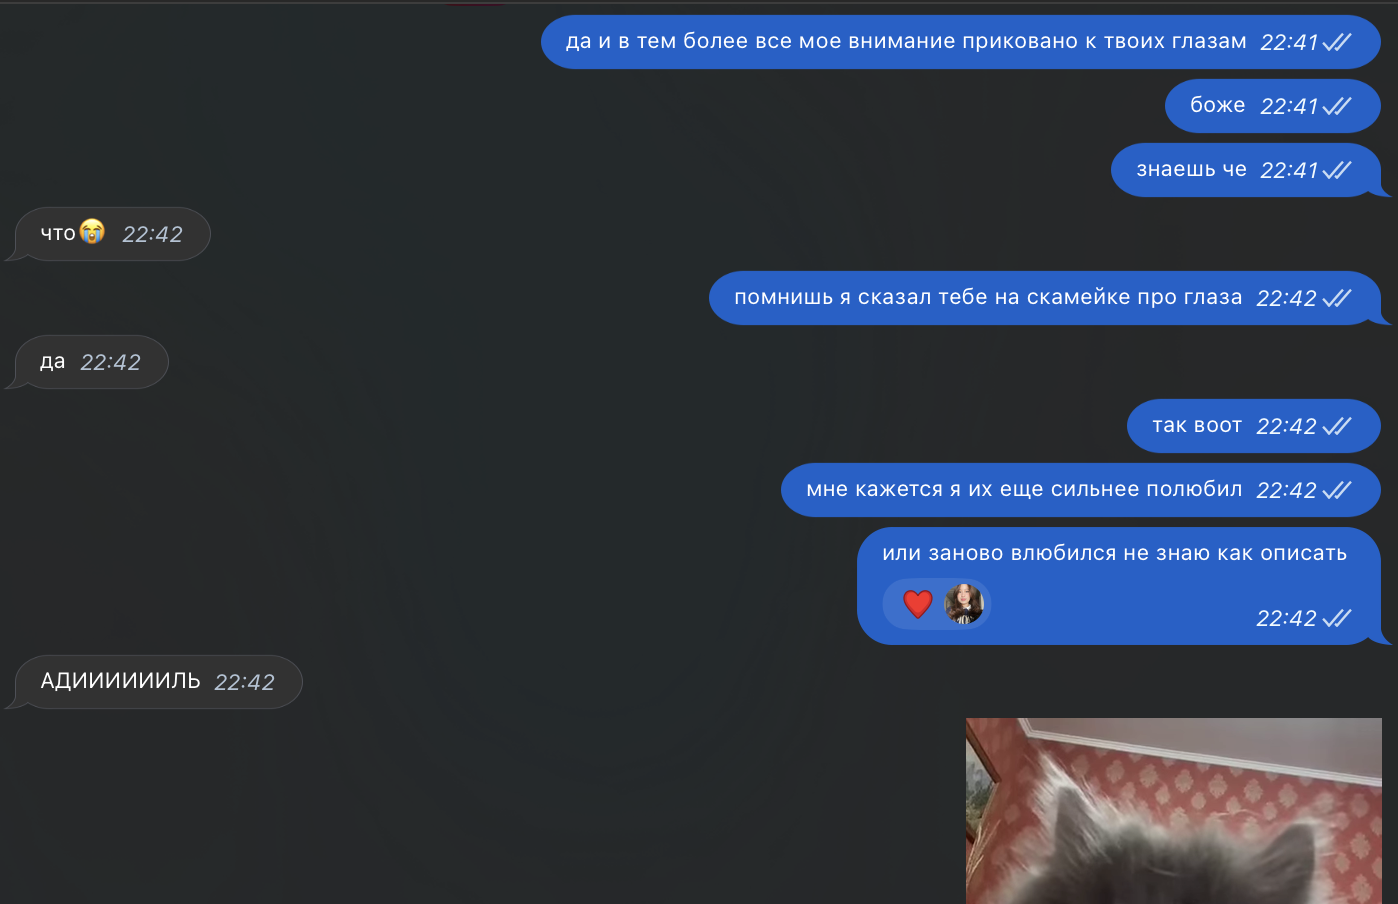 да и в тем более все мое внимание приковано к твоих глазам 22:41
боже 22:41
знаешь че 22:41
что😭 22:42
помнишь я сказал тебе на скамейке про глаза 22:42
да 22:42
так воот 22:42
мне кажется я их еще сильнее полюбил 22:42
или заново влюбился не знаю как описать
❤️ 22:42
АДИИИИИИЛЬ 22:42